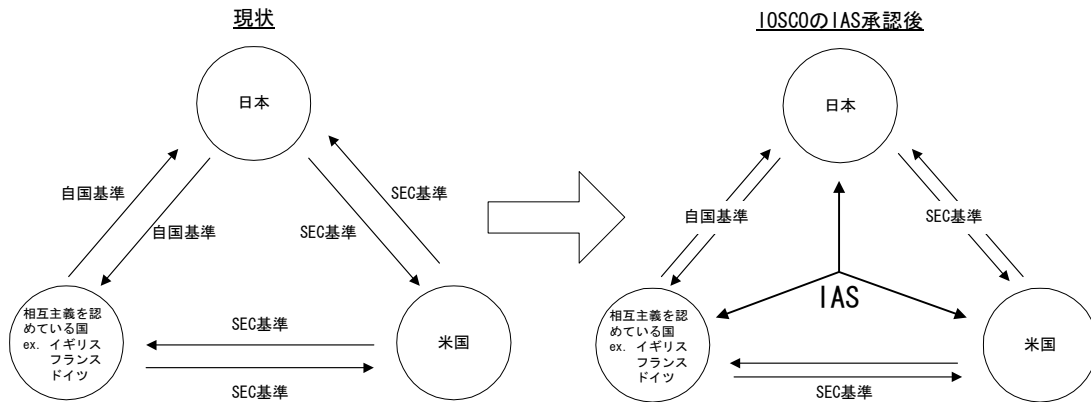 現状
日本
自国基準
自国基準
SEC基準
SEC基準
相互主義を認
めている国
ex. イギリス
フランス
ドイツ
SEC基準
SEC基準
米国
IOSCOのIAS承認後
日本
自国基準
SEC基準
IAS
相互主義を認
めている国
ex. イギリス
フランス
ドイツ
SEC基準
米国